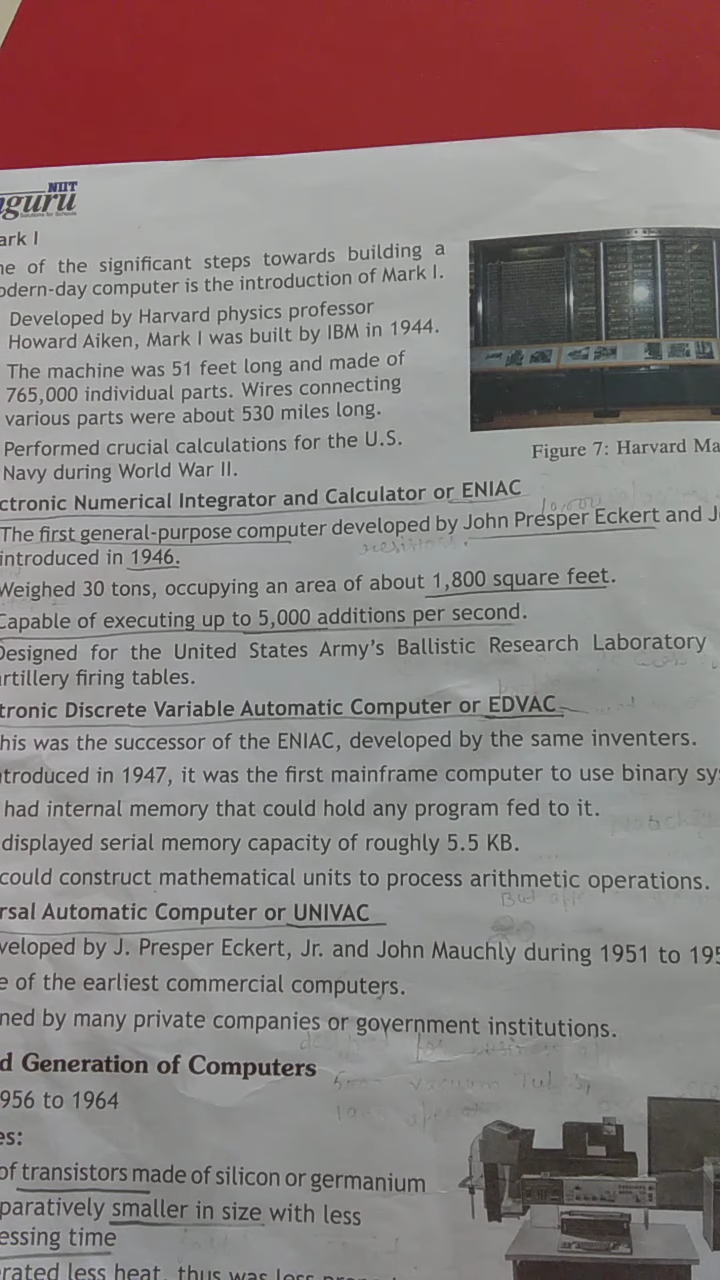 NIIT
guru
Solutions for Schools
ark I
ne of the significant steps towards building a
odern-day computer is the introduction of Mark I.
Developed by Harvard physics professor
Howard Aiken, Mark I was built by IBM in 1944.
The machine was 51 feet long and made of
765,000 individual parts. Wires connecting
various parts were about 530 miles long.
Performed crucial calculations for the U.S.
Navy during World War II.
Figure 7: Harvard Ma
ctronic Numerical Integrator and Calculator or ENIAC
The first general-purpose computer developed by John Presper Eckert and J
introduced in 1946.
Weighed 30 tons, occupying an area of about 1,800 square feet.
Capable of executing up to 5,000 additions per second.
Designed for the United States Army's Ballistic Research Laboratory
rtillery firing tables.
tronic Discrete Variable Automatic Computer or EDVAC
his was the successor of the ENIAC, developed by the same inventers.
troduced in 1947, it was the first mainframe computer to use binary sy
had internal memory that could hold any program fed to it.
displayed serial memory capacity of roughly 5.5 KB.
could construct mathematical units to process arithmetic operations.
rsal Automatic Computer or UNIVAC
veloped by J. Presper Eckert, Jr. and John Mauchly during 1951 to 195
e of the earliest commercial computers.
ned by many private companies or government institutions.
d Generation of Computers
956 to 1964
es:
of transistors made of silicon or germanium
paratively smaller in size with less
essing time
rated less heat, thus was less